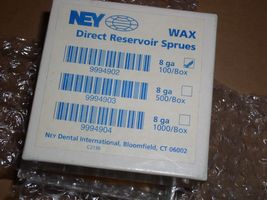 NEY WAX
Direct Reservoir Sprues
8 ga
9994902 100/Box
8 ga
9994903 500/Box
8 ga
9994904 1000/Box
NEY Dental International, Bloomfield, CT 06002